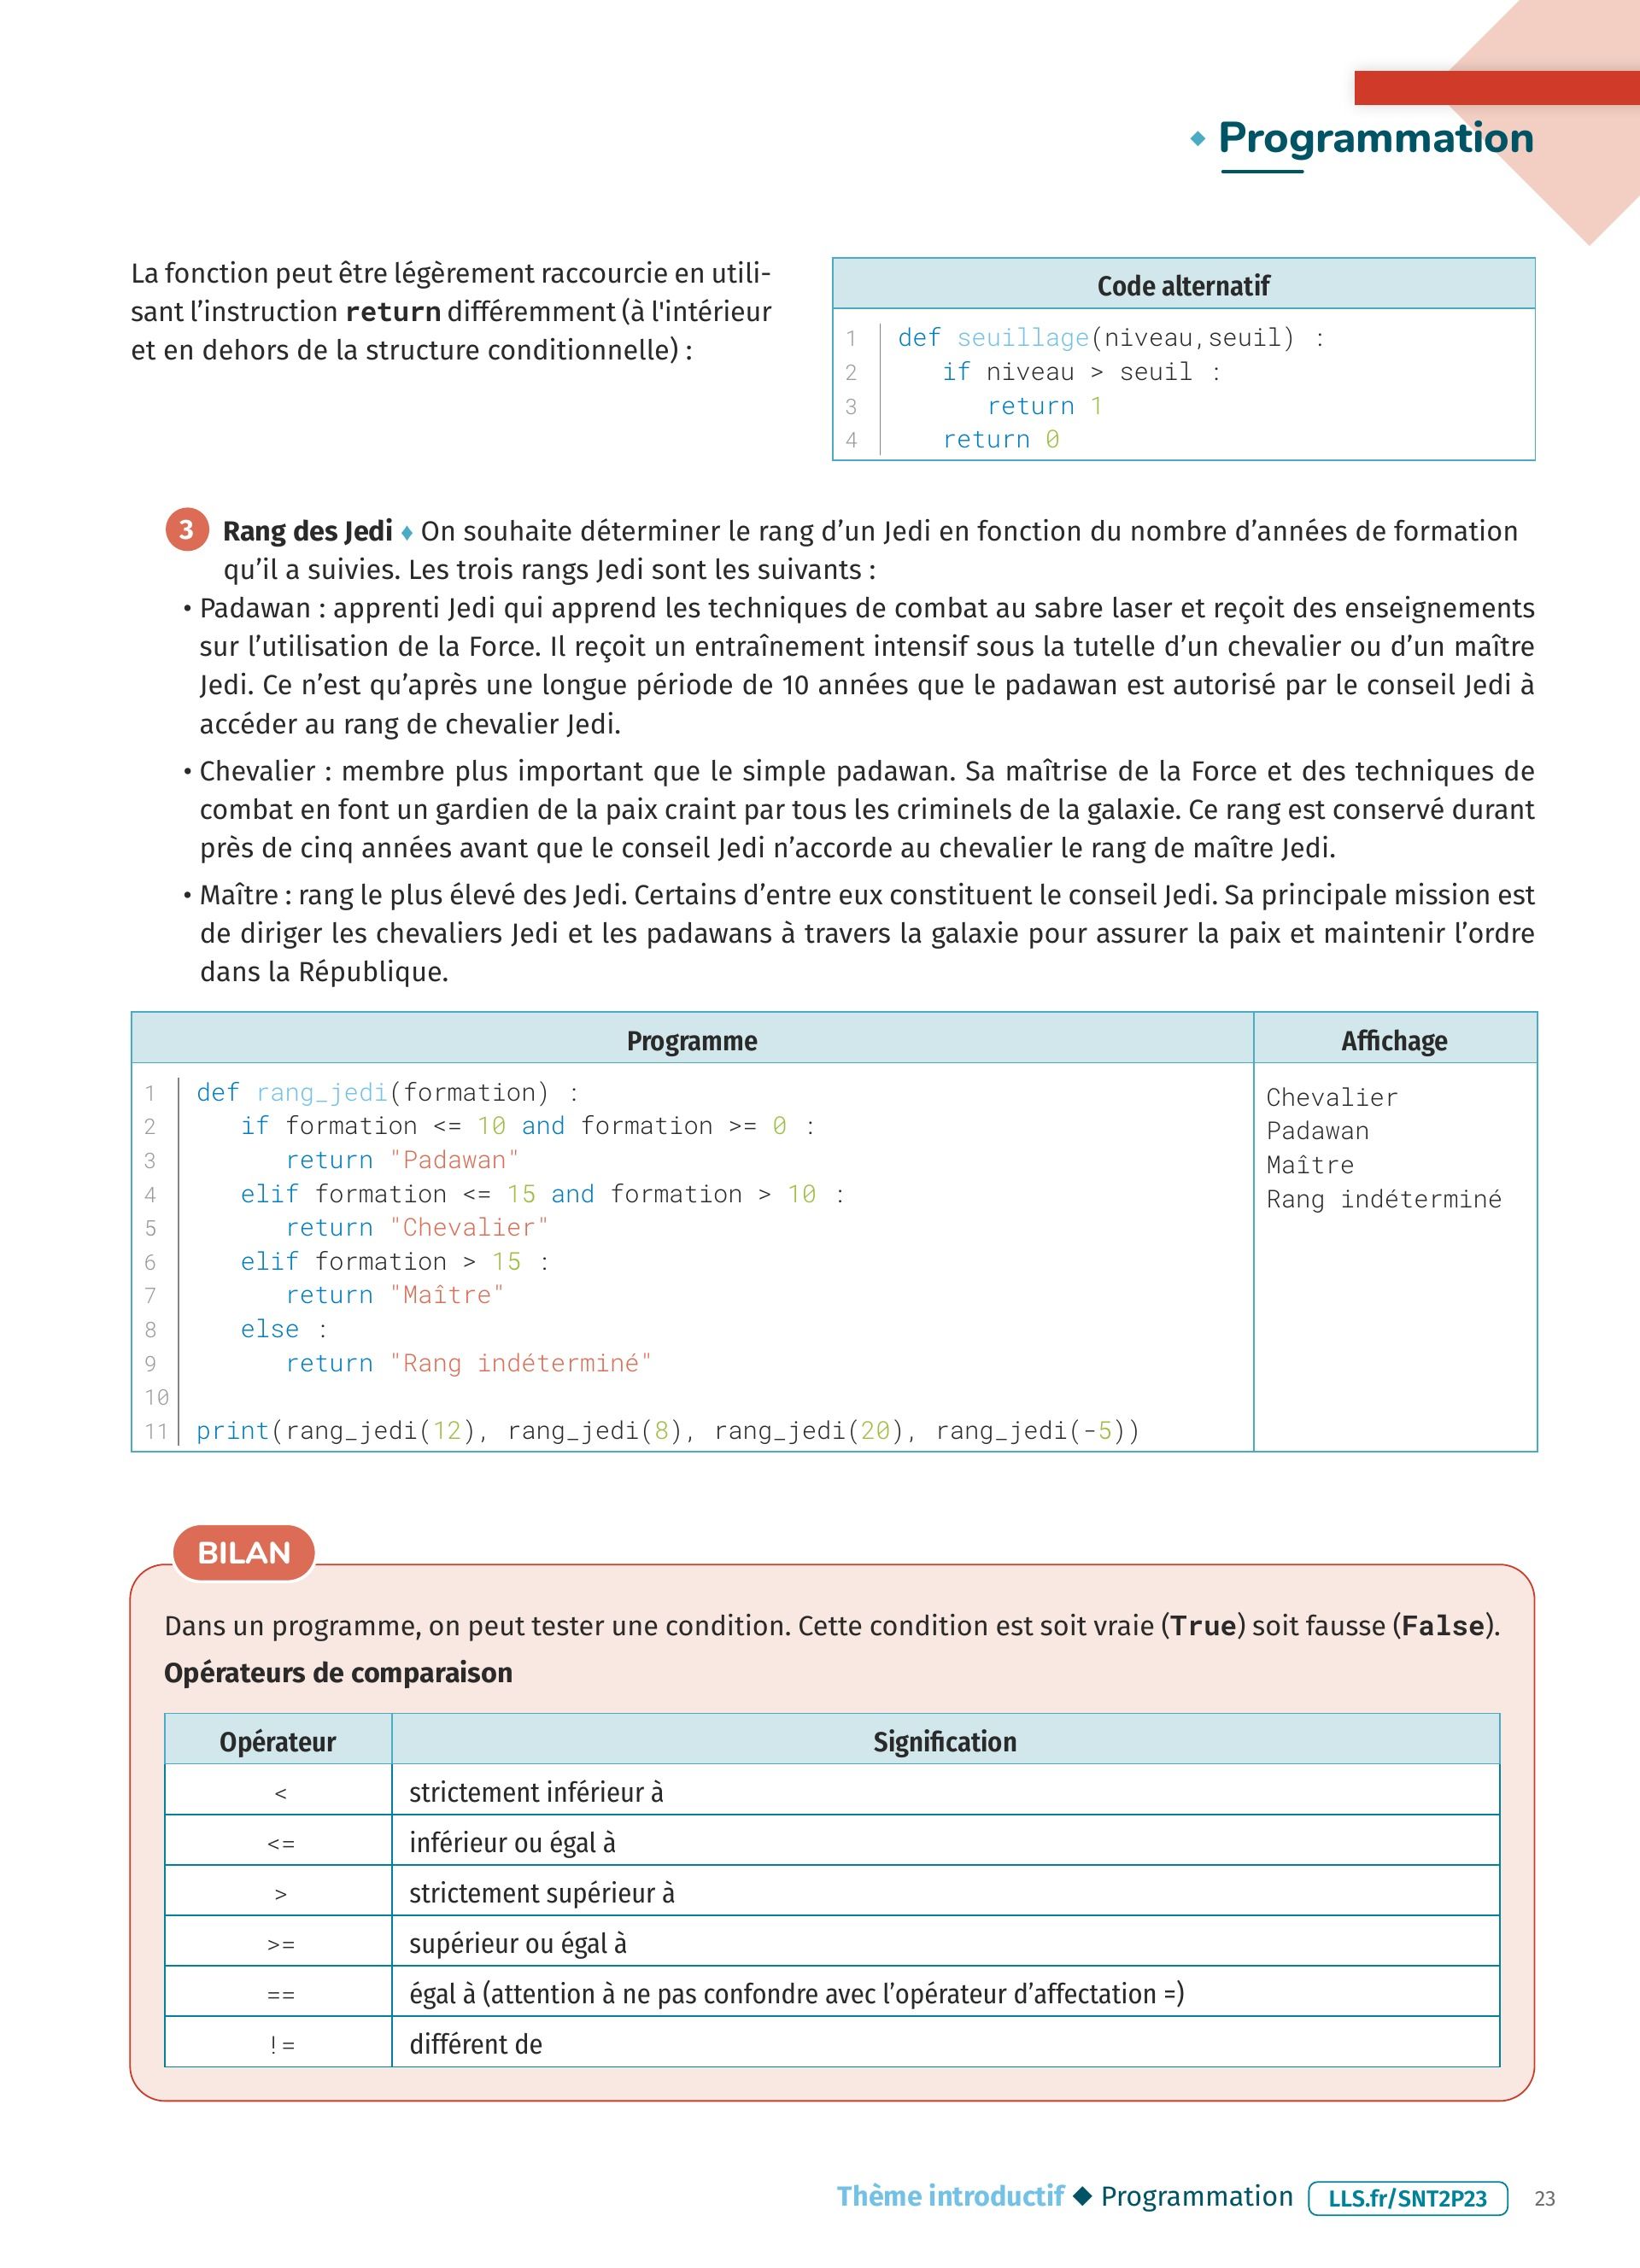 Programmation
La fonction peut être légèrement raccourcie en utili-
sant l’instruction return différemment (à l'intérieur
et en dehors de la structure conditionnelle) :
Code alternatif
1 def seuillage(niveau,seuil) :
2 if niveau > seuil :
3 return 1
4 return 0
3 Rang des Jedi ♦ On souhaite déterminer le rang d’un Jedi en fonction du nombre d’années de formation
qu’il a suivies. Les trois rangs Jedi sont les suivants :
• Padawan : apprenti Jedi qui apprend les techniques de combat au sabre laser et reçoit des enseignements
sur l’utilisation de la Force. Il reçoit un entraînement intensif sous la tutelle d’un chevalier ou d’un maître
Jedi. Ce n’est qu’après une longue période de 10 années que le padawan est autorisé par le conseil Jedi à
accéder au rang de chevalier Jedi.
• Chevalier : membre plus important que le simple padawan. Sa maîtrise de la Force et des techniques de
combat en font un gardien de la paix craint par tous les criminels de la galaxie. Ce rang est conservé durant
près de cinq années avant que le conseil Jedi n’accorde au chevalier le rang de maître Jedi.
• Maître : rang le plus élevé des Jedi. Certains d’entre eux constituent le conseil Jedi. Sa principale mission est
de diriger les chevaliers Jedi et les padawans à travers la galaxie pour assurer la paix et maintenir l’ordre
dans la République.
Programme
1 def rang_jedi(formation) :
2 if formation <= 10 and formation >= 0 :
3 return "Padawan"
4 elif formation <= 15 and formation > 10 :
5 return "Chevalier"
6 elif formation > 15 :
7 return "Maître"
8 else :
9 return "Rang indéterminé"
10
11 print(rang_jedi(12), rang_jedi(8), rang_jedi(20), rang_jedi(-5))
Affichage
Chevalier
Padawan
Maître
Rang indéterminé
BILAN
Dans un programme, on peut tester une condition. Cette condition est soit vraie (True) soit fausse (False).
Opérateurs de comparaison
Opérateur Signification
< strictement inférieur à
<= inférieur ou égal à
> strictement supérieur à
>= supérieur ou égal à
== égal à (attention à ne pas confondre avec l’opérateur d’affectation =)
!= différent de
Thème introductif ◆ Programmation LLS.fr/SNT2P23 23